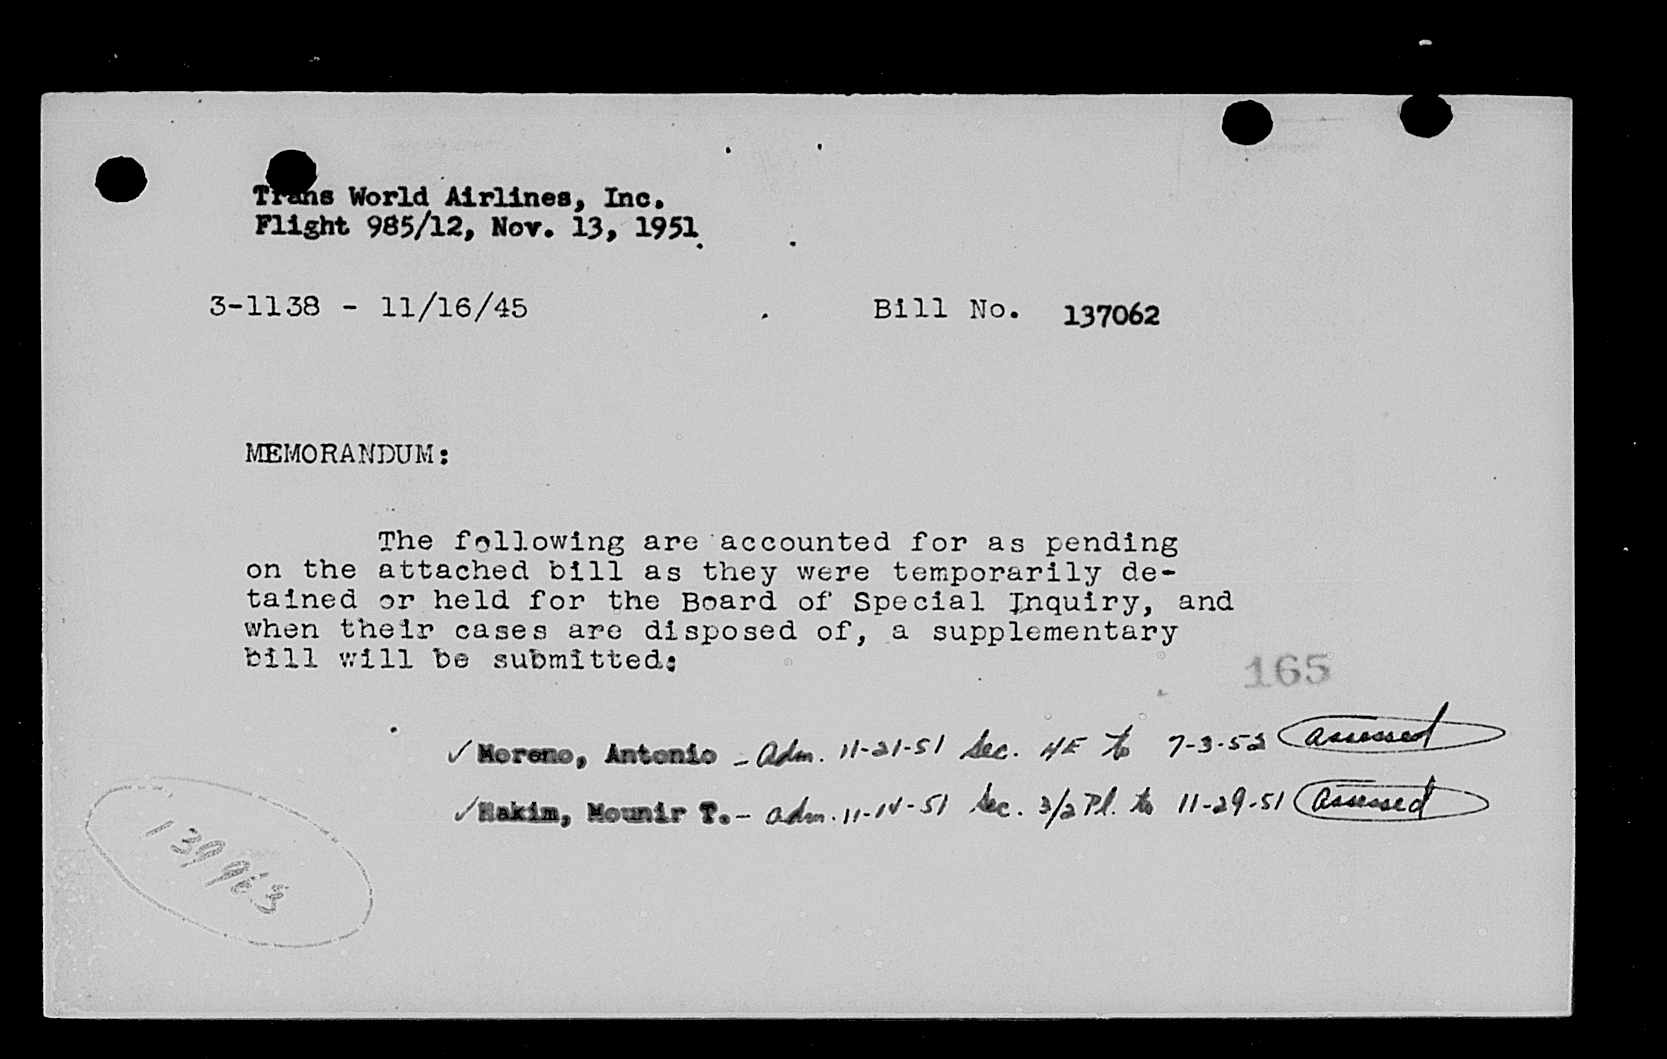 Trans World Airlines, Inc.
Flight 985/12, Nov. 13, 1951
3-1138 - 11/16/45 Bill No. 137062
MEMORANDUM:
The following are accounted for as pending
on the attached bill as they were temporarily de-
tained or held for the Board of Special Inquiry, and
when their cases are disposed of, a supplementary
bill will be submitted:
165
✓ Moreno, Antonio - Adm. 11-21-51 Sec. 4E to 7-3-52 assessed
✓ Hakim, Mounir T. - adm. 11-14-51 Sec. 3/2 Pl. to 11-29-51 assessed
139963